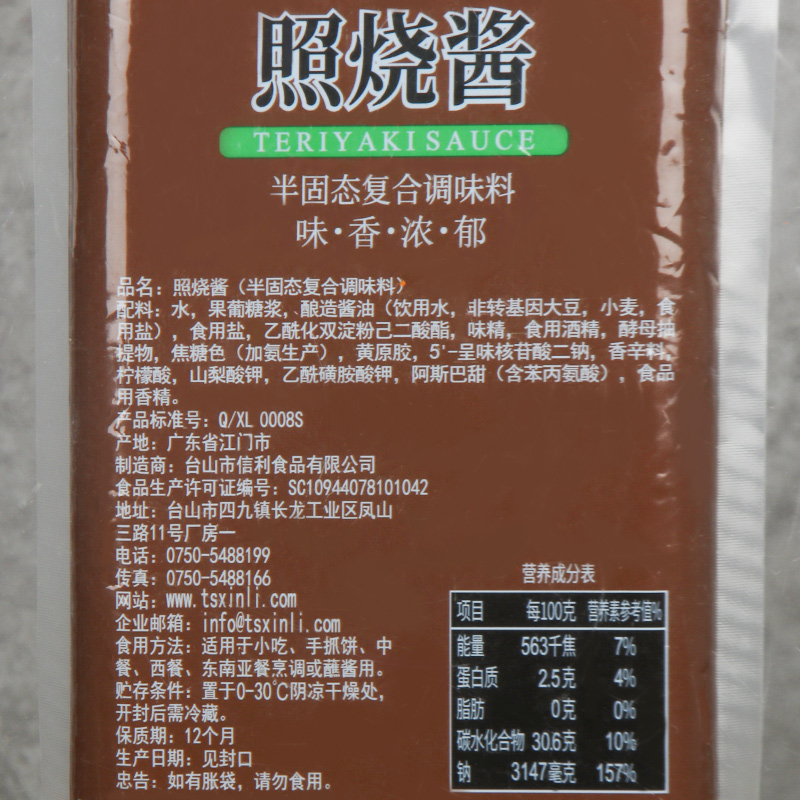 照烧酱
TERIYAKI SAUCE
半固态复合调味料
味·香·浓·郁
品名：照烧酱（半固态复合调味料）
配料：水，果葡糖浆，酿造酱油（饮用水，非转基因大豆，小麦，食
用盐），食用盐，乙酰化双淀粉己二酸酯，味精，食用酒精，酵母抽
提物，焦糖色（加氨生产），黄原胶，5'-呈味核苷酸二钠，香辛料，
柠檬酸，山梨酸钾，乙酰磺胺酸钾，阿斯巴甜（含苯丙氨酸），食品
用香精。
产品标准号：Q/XL 0008S
产地：广东省江门市
制造商：台山市信利食品有限公司
食品生产许可证编号：SC10944078101042
地址：台山市四九镇长龙工业区凤山
三路11号厂房一
电话：0750-5488199
传真：0750-5488166
网站：www.tsxinli.com
企业邮箱：info@tsxinli.com
食用方法：适用于小吃、手抓饼、中
餐、西餐、东南亚餐烹调或蘸酱用。
贮存条件：置于0-30℃阴凉干燥处，
开封后需冷藏。
保质期：12个月
生产日期：见封口
忠告：如有胀袋，请勿食用。
营养成分表
项目 每100克 营养素参考值%
能量 563千焦 7%
蛋白质 2.5克 4%
脂肪 0克 0%
碳水化合物 30.6克 10%
钠 3147毫克 157%